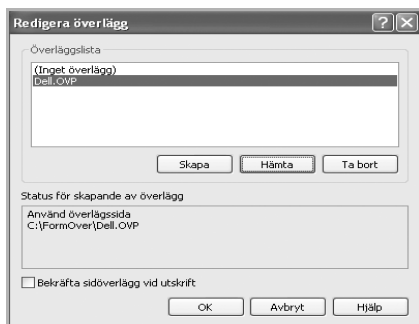 Redigera överlägg
Överläggslista
(Inget överlägg)
Dell.OVP
Skapa Hämta Ta bort
Status för skapande av överlägg
Använd överlägssida
C:\FormOver\Dell.OVP
Bekräfta sidöverlägg vid utskrift
OK Avbryt Hjälp